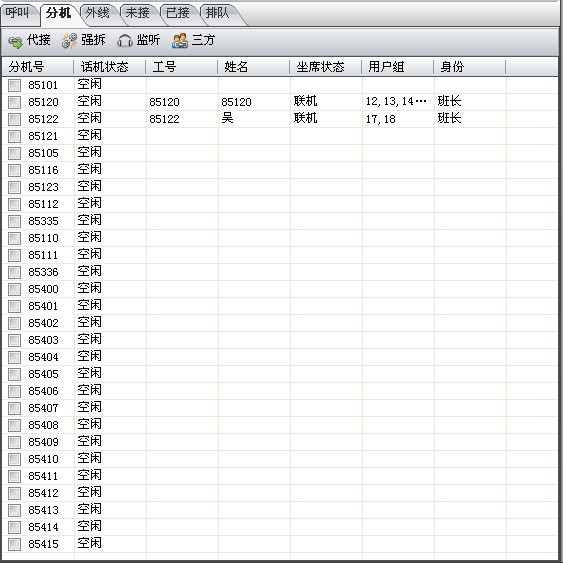 呼叫 分机 外线 未接 已接 排队
代接 强拆 监听 三方
分机号 话机状态 工号 姓名 坐席状态 用户组 身份
85101 空闲
85120 空闲 85120 85120 联机 12,13,14… 班长
85122 空闲 85122 吴 联机 17,18 班长
85121 空闲
85105 空闲
85116 空闲
85123 空闲
85112 空闲
85335 空闲
85110 空闲
85111 空闲
85336 空闲
85400 空闲
85401 空闲
85402 空闲
85403 空闲
85404 空闲
85405 空闲
85406 空闲
85407 空闲
85408 空闲
85409 空闲
85410 空闲
85411 空闲
85412 空闲
85413 空闲
85414 空闲
85415 空闲